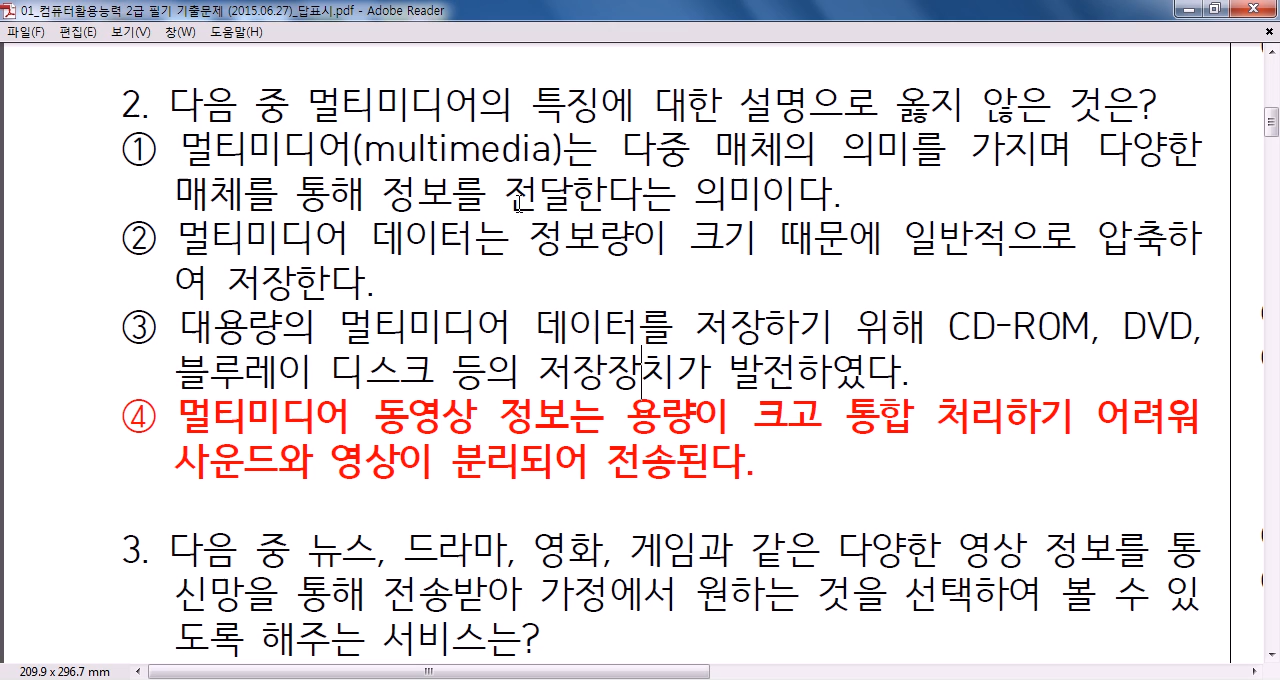 01_컴퓨터활용능력 2급 필기 기출문제 (2015.06.27)_답표시.pdf - Adobe Reader
파일(F) 편집(E) 보기(V) 창(W) 도움말(H)
2. 다음 중 멀티미디어의 특징에 대한 설명으로 옳지 않은 것은?
① 멀티미디어(multimedia)는 다중 매체의 의미를 가지며 다양한
매체를 통해 정보를 전달한다는 의미이다.
② 멀티미디어 데이터는 정보량이 크기 때문에 일반적으로 압축하
여 저장한다.
③ 대용량의 멀티미디어 데이터를 저장하기 위해 CD-ROM, DVD,
블루레이 디스크 등의 저장장치가 발전하였다.
④ 멀티미디어 동영상 정보는 용량이 크고 통합 처리하기 어려워
사운드와 영상이 분리되어 전송된다.
3. 다음 중 뉴스, 드라마, 영화, 게임과 같은 다양한 영상 정보를 통
신망을 통해 전송받아 가정에서 원하는 것을 선택하여 볼 수 있
도록 해주는 서비스는?
209.9 x 296.7 mm